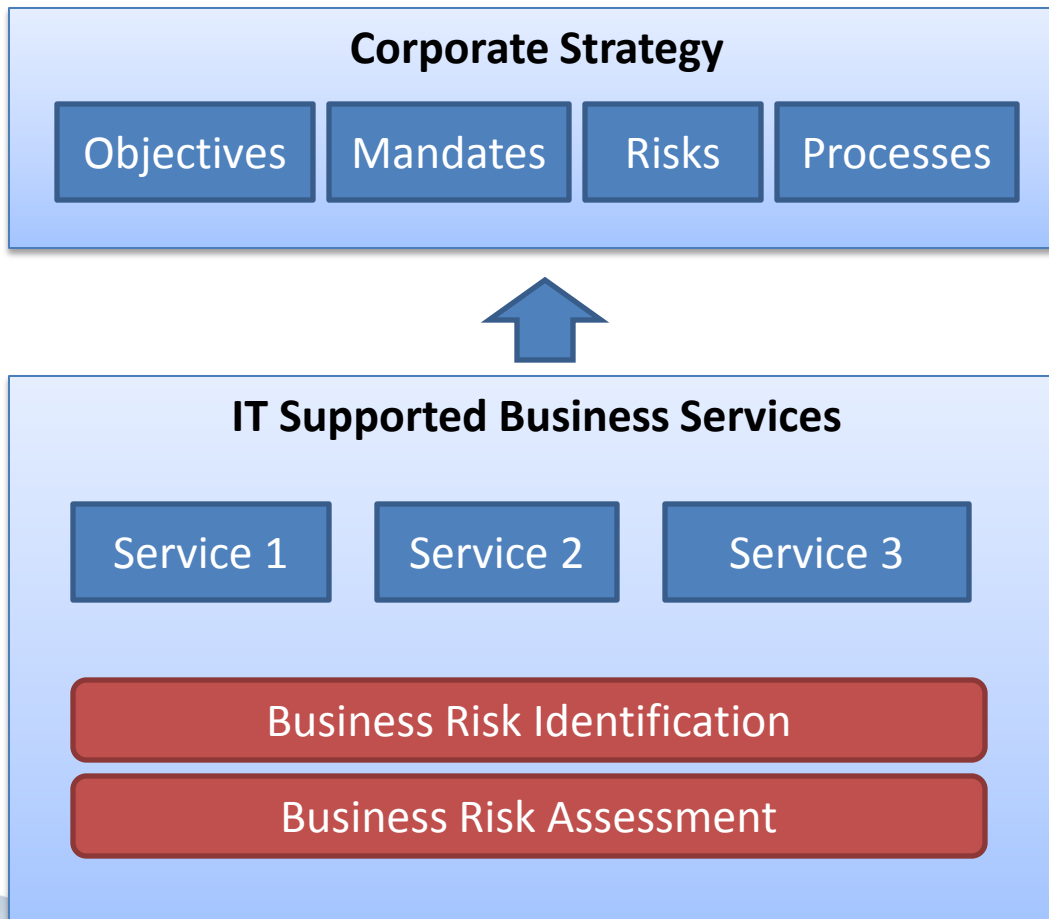 Corporate Strategy
Objectives Mandates Risks Processes
IT Supported Business Services
Service 1 Service 2 Service 3
Business Risk Identification
Business Risk Assessment